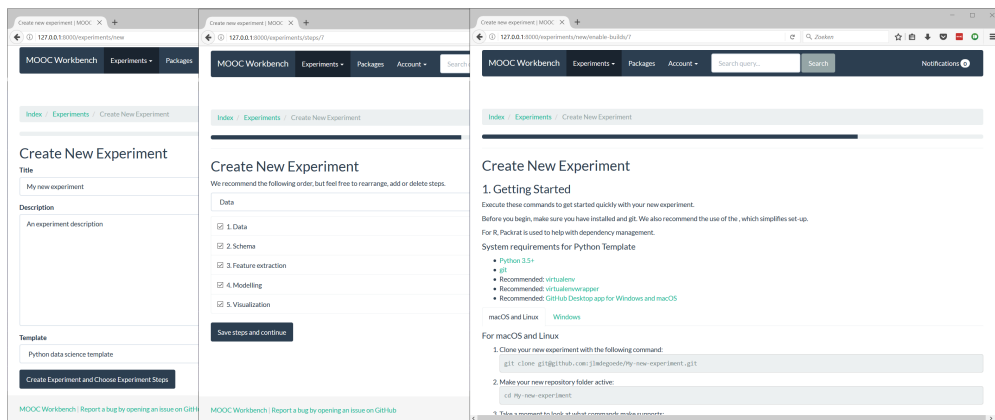 Create new experiment | MOOC
127.0.0.1:8000/experiments/new
MOOC Workbench Experiments Packages
Index / Experiments / Create New Experiment
Create New Experiment
Title
My new experiment
Description
An experiment description
Template
Python data science template
Create Experiment and Choose Experiment Steps
MOOC Workbench | Report a bug by opening an issue on GitH
Create new experiment | MOOC
127.0.0.1:8000/experiments/steps/7
MOOC Workbench Experiments Packages Account Search
Index / Experiments / Create New Experiment
Create New Experiment
We recommend the following order, but feel free to rearrange, add or delete steps.
Data
1. Data
2. Schema
3. Feature extraction
4. Modelling
5. Visualization
Save steps and continue
MOOC Workbench | Report a bug by opening an issue on GitHub
Create new experiment | MOOC
127.0.0.1:8000/experiments/new/enable-builds/7
Zoeken
MOOC Workbench Experiments Packages Account Search query... Search Notifications 0
Index / Experiments / Create New Experiment
Create New Experiment
1. Getting Started
Execute these commands to get started quickly with your new experiment.
Before you begin, make sure you have installed and git. We also recommend the use of the , which simplifies set-up.
For R, Packrat is used to help with dependency management.
System requirements for Python Template
Python 3.5+
git
Recommended: virtualenv
Recommended: virtualenvwrapper
Recommended: GitHub Desktop app for Windows and macOS
macOS and Linux Windows
For macOS and Linux
1. Clone your new experiment with the following command:
git clone git@github.com:jlmdegoede/My-new-experiment.git
2. Make your new repository folder active:
cd My-new-experiment
3. Take a moment to look at what commands make supports: